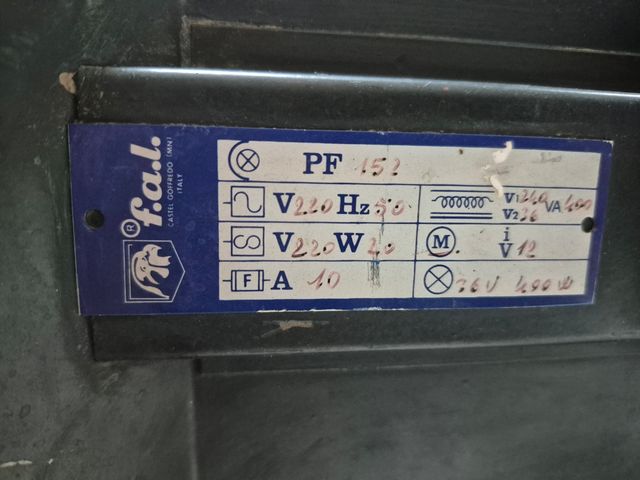 ® f.a.l.
CASTEL GOFFREDO (MN)
ITALY
PF 152
V 220 Hz 50
V1 240 VA 400
V2 36
V 220 W 20
M i
V 12
F A 10
36V 400W